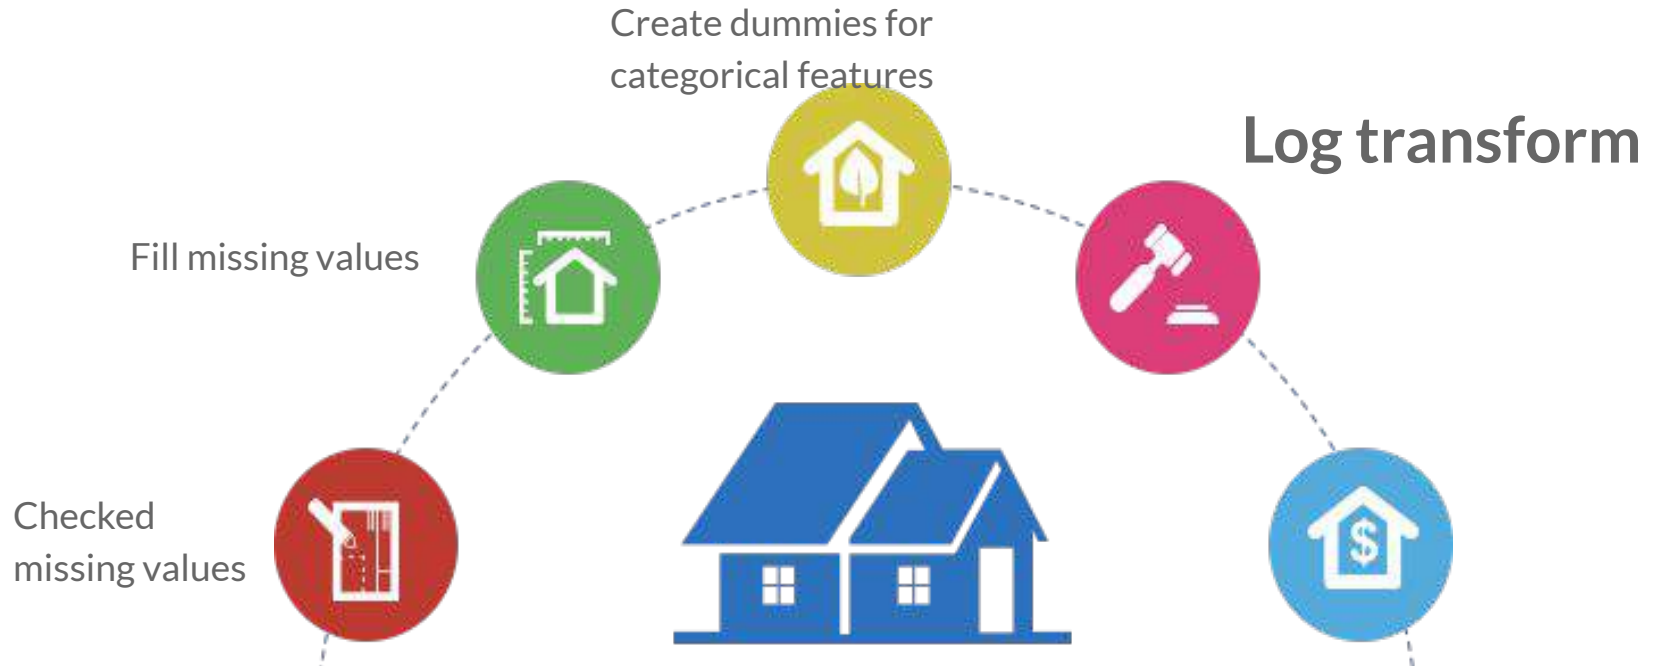 Create dummies for
categorical features
Log transform
Fill missing values
Checked
missing values
$